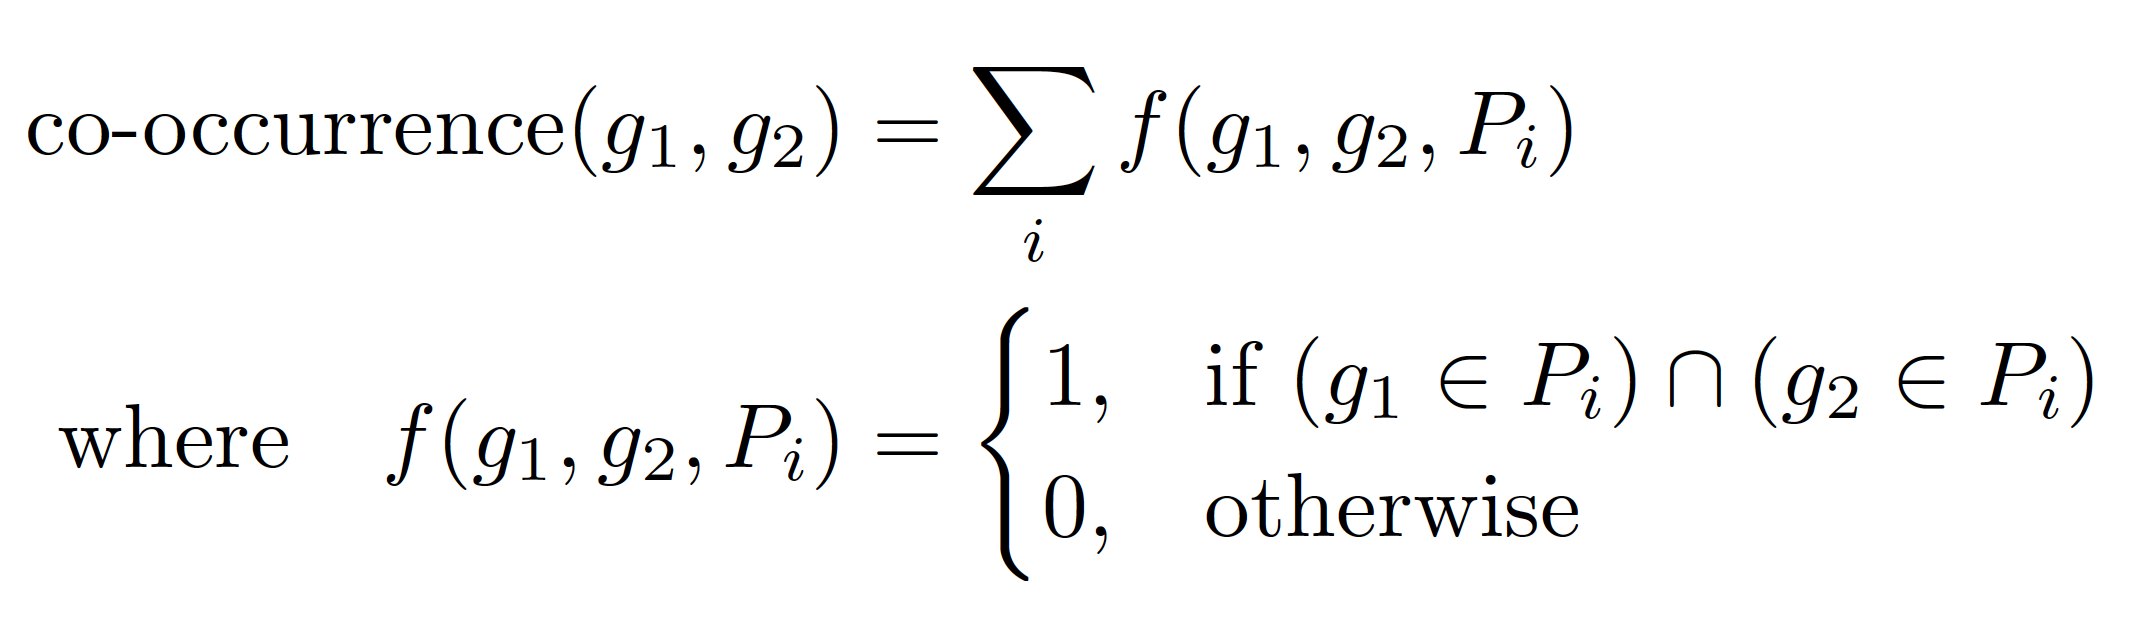 co-occurrence(g₁, g₂) = ∑ᵢ f(g₁, g₂, Pᵢ)
where f(g₁, g₂, Pᵢ) = { 1, if (g₁ ∈ Pᵢ) ∩ (g₂ ∈ Pᵢ)
0, otherwise